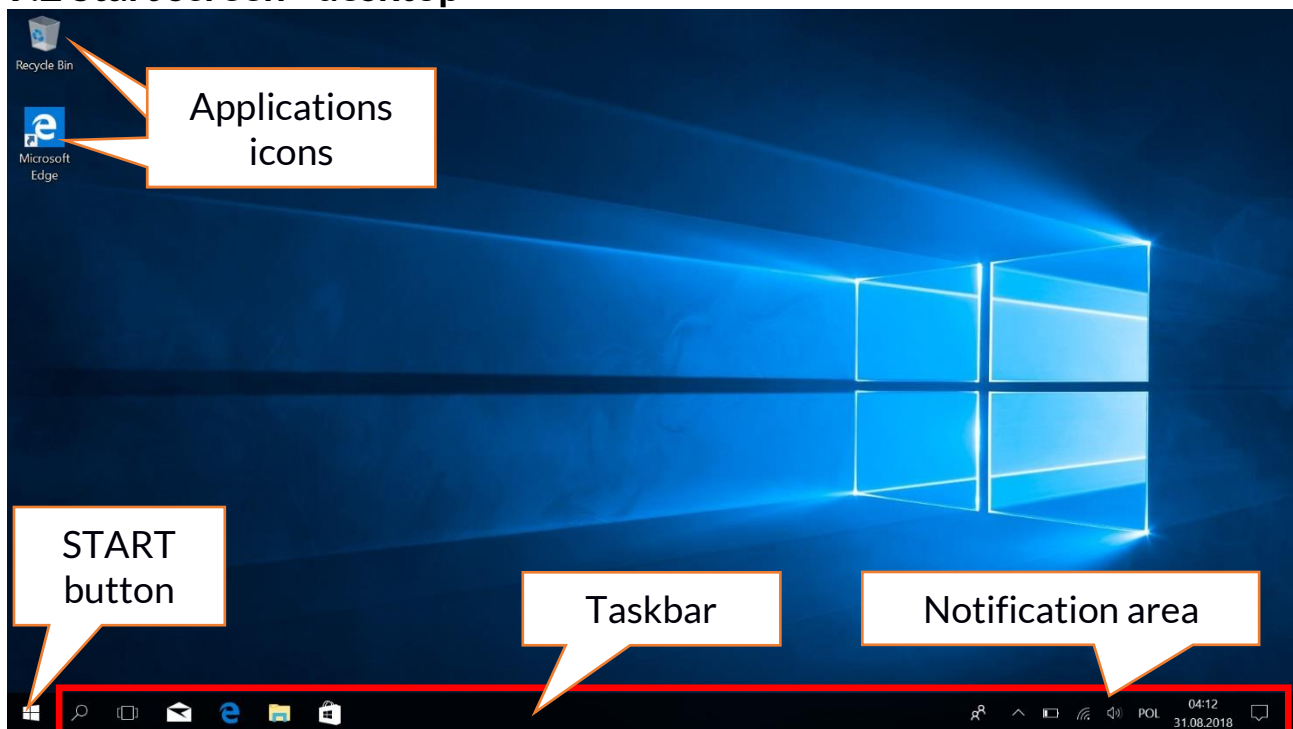 Recycle Bin
Applications
icons
Microsoft
Edge
START
button
Taskbar
Notification area
POL
04:12
31.08.2018